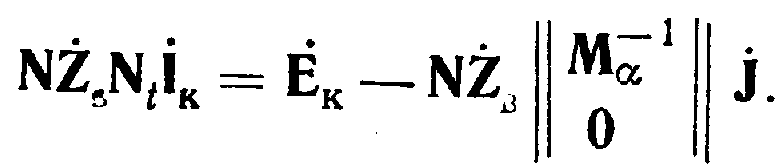 NŻ_в N_t İ_к = Ė_к — NŻ_в ‖ M_α^{-1} 0 ‖ J̇.